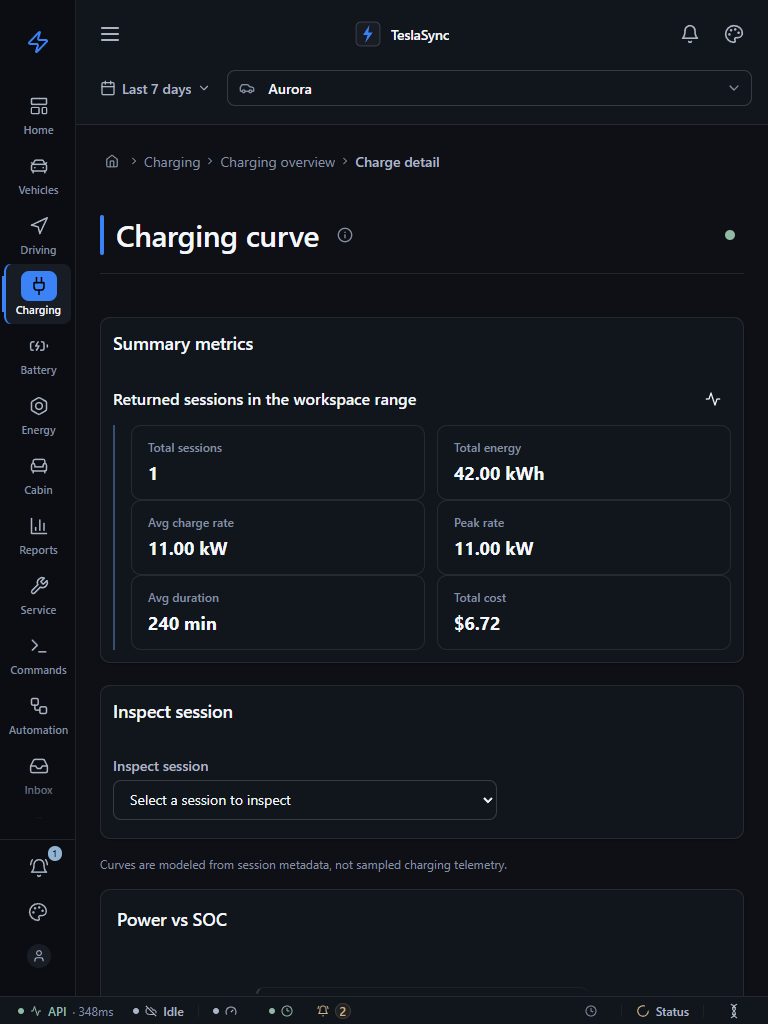 TeslaSync
Last 7 days
Aurora
Home
Vehicles
Driving
Charging
Battery
Energy
Cabin
Reports
Service
Commands
Automation
Inbox
1
Charging
Charging overview
Charge detail
Charging curve
Summary metrics
Returned sessions in the workspace range
Total sessions
1
Total energy
42.00 kWh
Avg charge rate
11.00 kW
Peak rate
11.00 kW
Avg duration
240 min
Total cost
$6.72
Inspect session
Inspect session
Select a session to inspect
Curves are modeled from session metadata, not sampled charging telemetry.
Power vs SOC
API · 348ms
Idle
2
Status